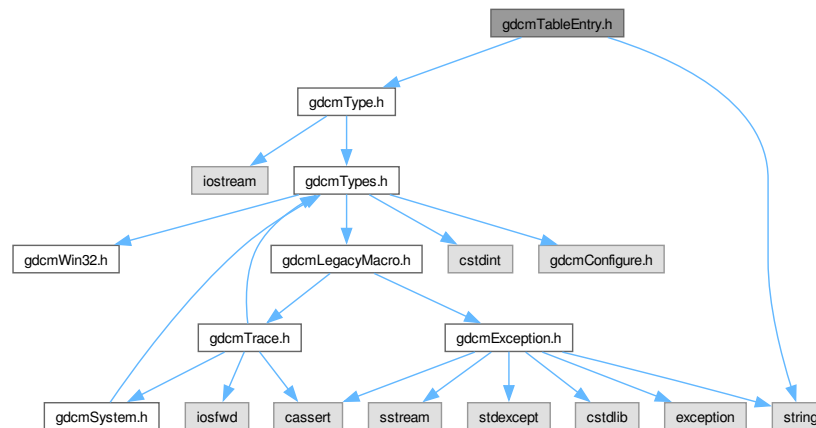 gdcmTableEntry.h
gdcmType.h
iostream
gdcmTypes.h
gdcmWin32.h
gdcmLegacyMacro.h
cstdint
gdcmConfigure.h
gdcmTrace.h
gdcmException.h
gdcmSystem.h
iosfwd
cassert
sstream
stdexcept
cstdlib
exception
string